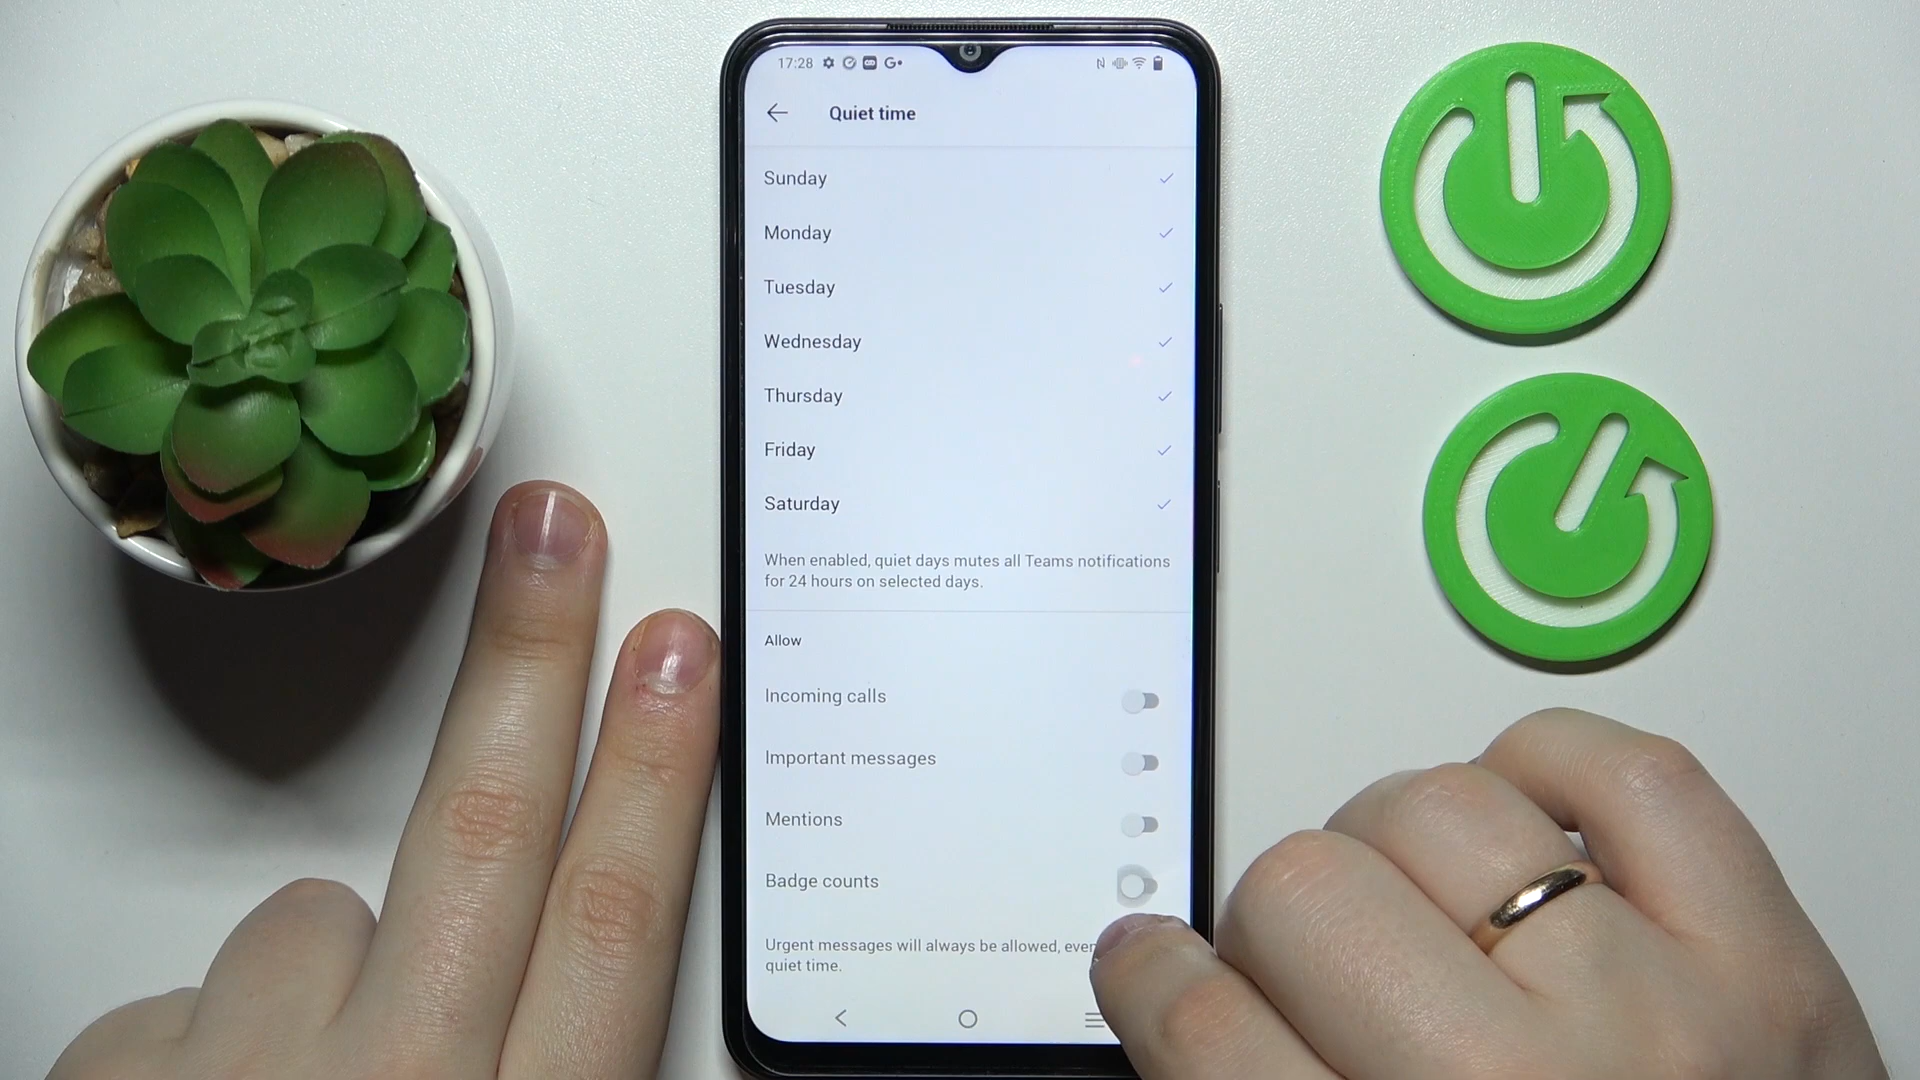 17:28
Quiet time
Sunday
Monday
Tuesday
Wednesday
Thursday
Friday
Saturday
When enabled, quiet days mutes all Teams notifications
for 24 hours on selected days.
Allow
Incoming calls
Important messages
Mentions
Badge counts
Urgent messages will always be allowed, even
quiet time.